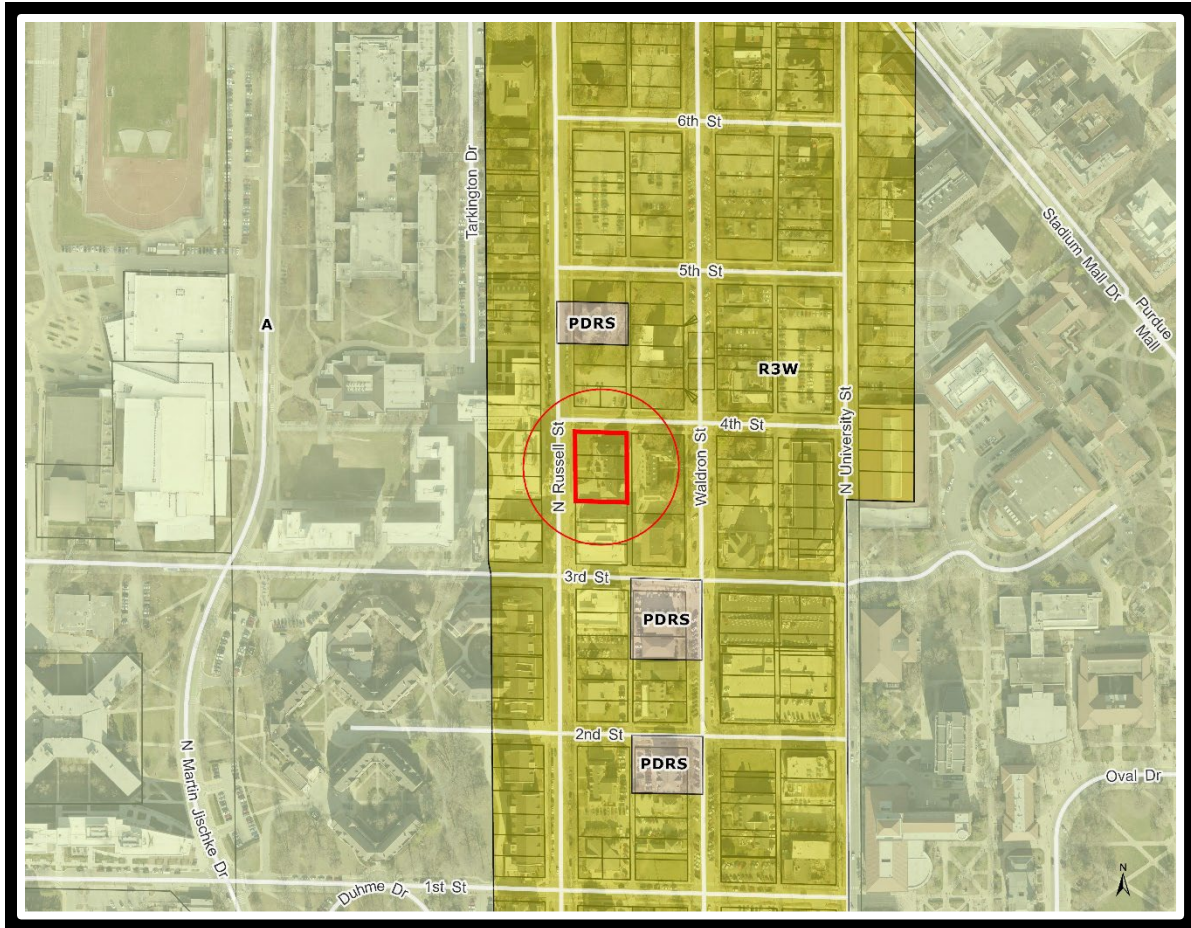 6th St
Tarkington Dr
Stadium Mall Dr
Purdue
Mall
5th St
A
PDRS
R3W
N Russell St
4th St
Waldron St
N University St
3rd St
PDRS
2nd St
PDRS
N Martin Jischke Dr
Oval Dr
Duhme Dr
1st St
N